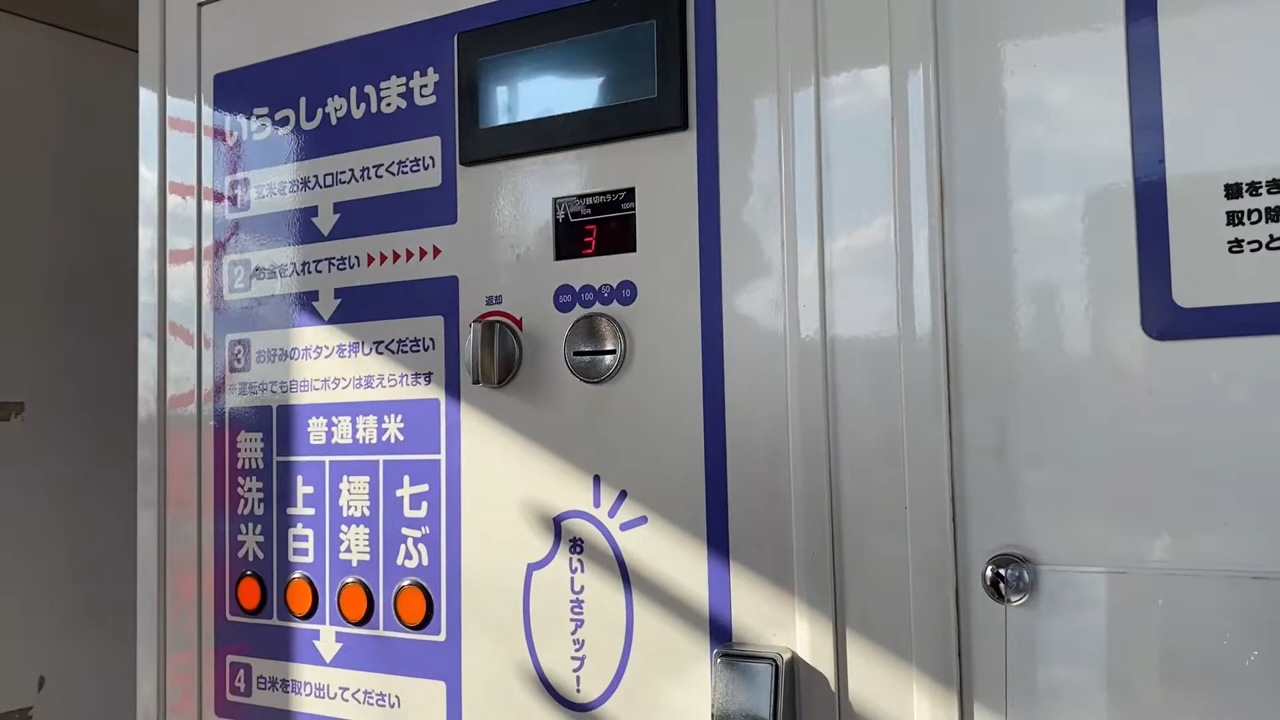 いらっしゃいませ
1 玄米をお米入口に入れてください
2 お金を入れて下さい
3 お好みのボタンを押してください
※運転中でも自由にボタンは変えられます
無洗米
普通精米
上白
標準
七ぶ
4 白米を取り出してください
¥ つり銭切れランプ
10円 100円
3
500 100 50 10
返却
おいしさアップ!
糠をき
取り除
さっと